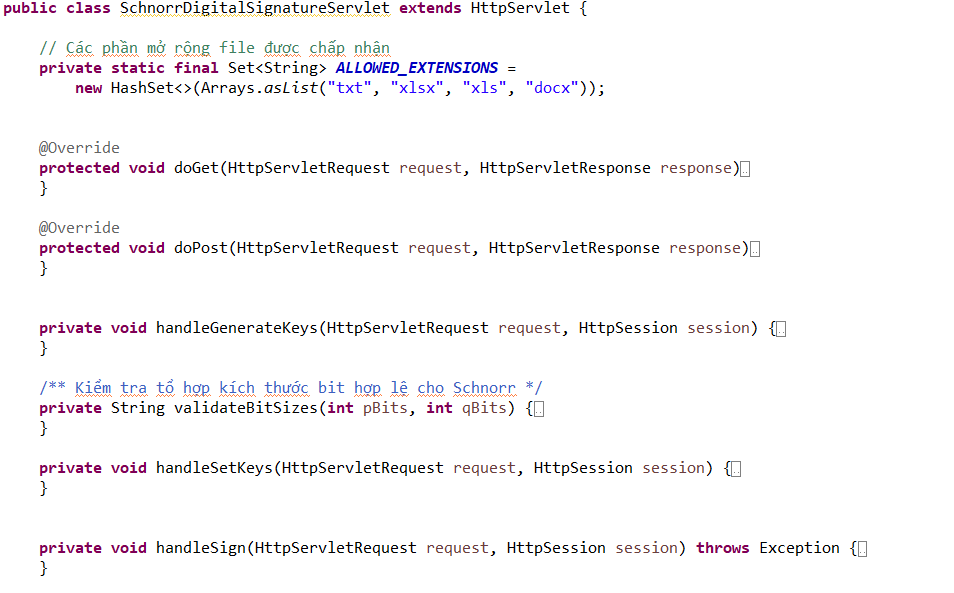 public class SchnorrDigitalSignatureServlet extends HttpServlet {
// Các phần mở rộng file được chấp nhận
private static final Set<String> ALLOWED_EXTENSIONS =
new HashSet<>(Arrays.asList("txt", "xlsx", "xls", "docx"));
@Override
protected void doGet(HttpServletRequest request, HttpServletResponse response)
}
@Override
protected void doPost(HttpServletRequest request, HttpServletResponse response)
}
private void handleGenerateKeys(HttpServletRequest request, HttpSession session) {
}
/** Kiểm tra tổ hợp kích thước bit hợp lệ cho Schnorr */
private String validateBitSizes(int pBits, int qBits) {
}
private void handleSetKeys(HttpServletRequest request, HttpSession session) {
}
private void handleSign(HttpServletRequest request, HttpSession session) throws Exception {
}